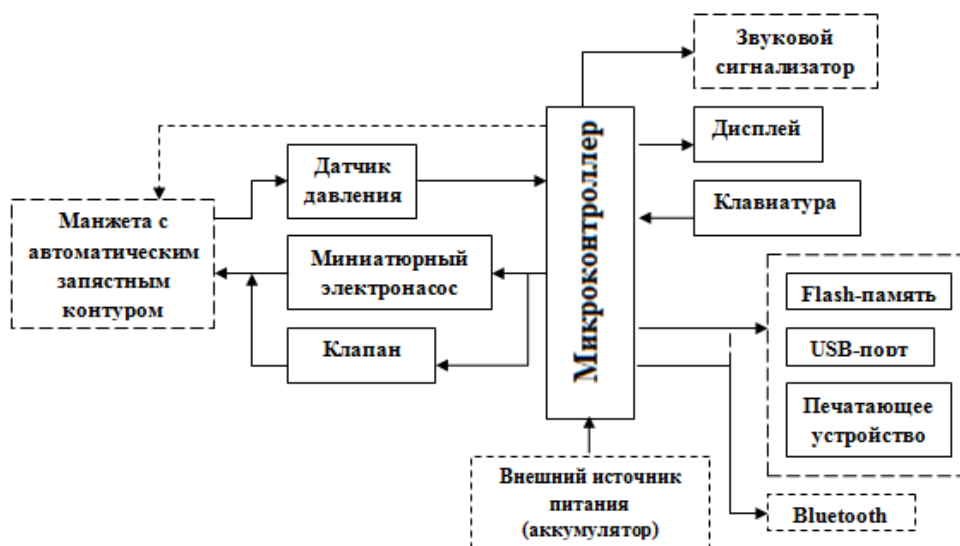 Звуковой
сигнализатор
Дисплей
Клавиатура
Микроконтроллер
Датчик
давления
Манжета с
автоматическим
запястным
контуром
Миниатюрный
электронасос
Клапан
Flash-память
USB-порт
Печатающее
устройство
Внешний источник
питания
(аккумулятор)
Bluetooth